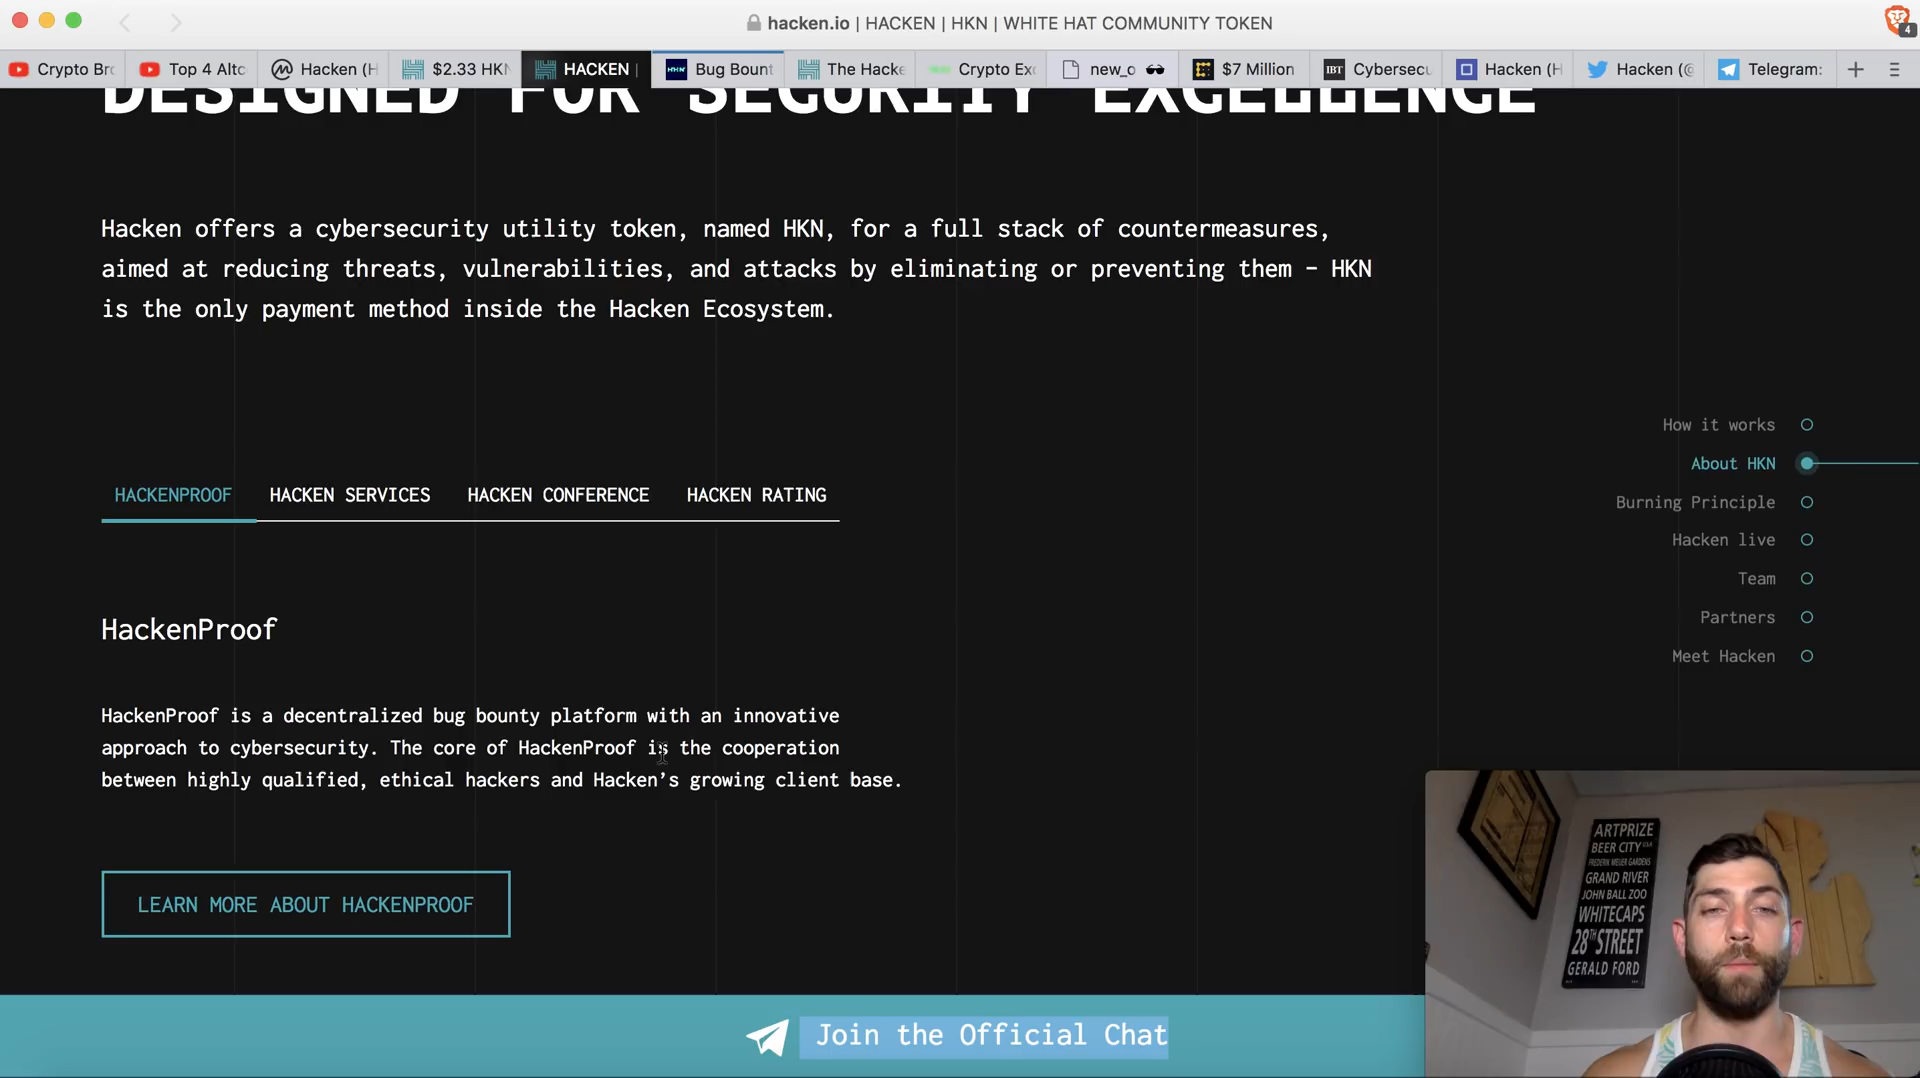 hacken.io | HACKEN | HKN | WHITE HAT COMMUNITY TOKEN
4
Crypto Brc
Top 4 Altc
Hacken (H
$2.33 HKN
HACKEN |
Bug Bount
The Hacke
Crypto Exc
new_o
$7 Million
IBT
Cybersecu
Hacken (H
Hacken (@
Telegram:
DESIGNED FOR SECURITY EXCELLENCE
Hacken offers a cybersecurity utility token, named HKN, for a full stack of countermeasures,
aimed at reducing threats, vulnerabilities, and attacks by eliminating or preventing them – HKN
is the only payment method inside the Hacken Ecosystem.
How it works
About HKN
Burning Principle
Hacken live
Team
Partners
Meet Hacken
HACKENPROOF HACKEN SERVICES HACKEN CONFERENCE HACKEN RATING
HackenProof
HackenProof is a decentralized bug bounty platform with an innovative
approach to cybersecurity. The core of HackenProof is the cooperation
between highly qualified, ethical hackers and Hacken’s growing client base.
LEARN MORE ABOUT HACKENPROOF
Join the Official Chat
ARTPRIZE
BEER CITY USA
FREDERIK MEIJER GARDENS
GRAND RIVER
JOHN BALL ZOO
WHITECAPS
28TH STREET
GERALD FORD